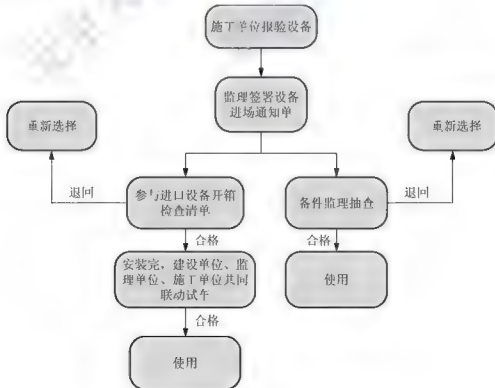 施工单位报验设备
监理签署设备
进场通知单
重新选择
重新选择
退回
参与进口设备开箱
检查清单
备件监理抽查
退回
合格
合格
安装完，建设单位、监
理单位、施工单位共同
联动试车
使用
合格
使用